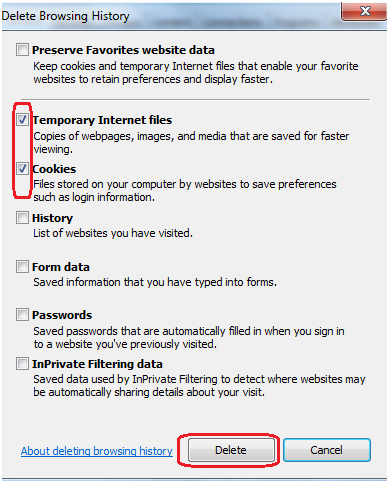 Delete Browsing History
Preserve Favorites website data
Keep cookies and temporary Internet files that enable your favorite
websites to retain preferences and display faster.
Temporary Internet files
Copies of webpages, images, and media that are saved for faster
viewing.
Cookies
Files stored on your computer by websites to save preferences
such as login information.
History
List of websites you have visited.
Form data
Saved information that you have typed into forms.
Passwords
Saved passwords that are automatically filled in when you sign in
to a website you've previously visited.
InPrivate Filtering data
Saved data used by InPrivate Filtering to detect where websites may
be automatically sharing details about your visit.
About deleting browsing history
Delete
Cancel